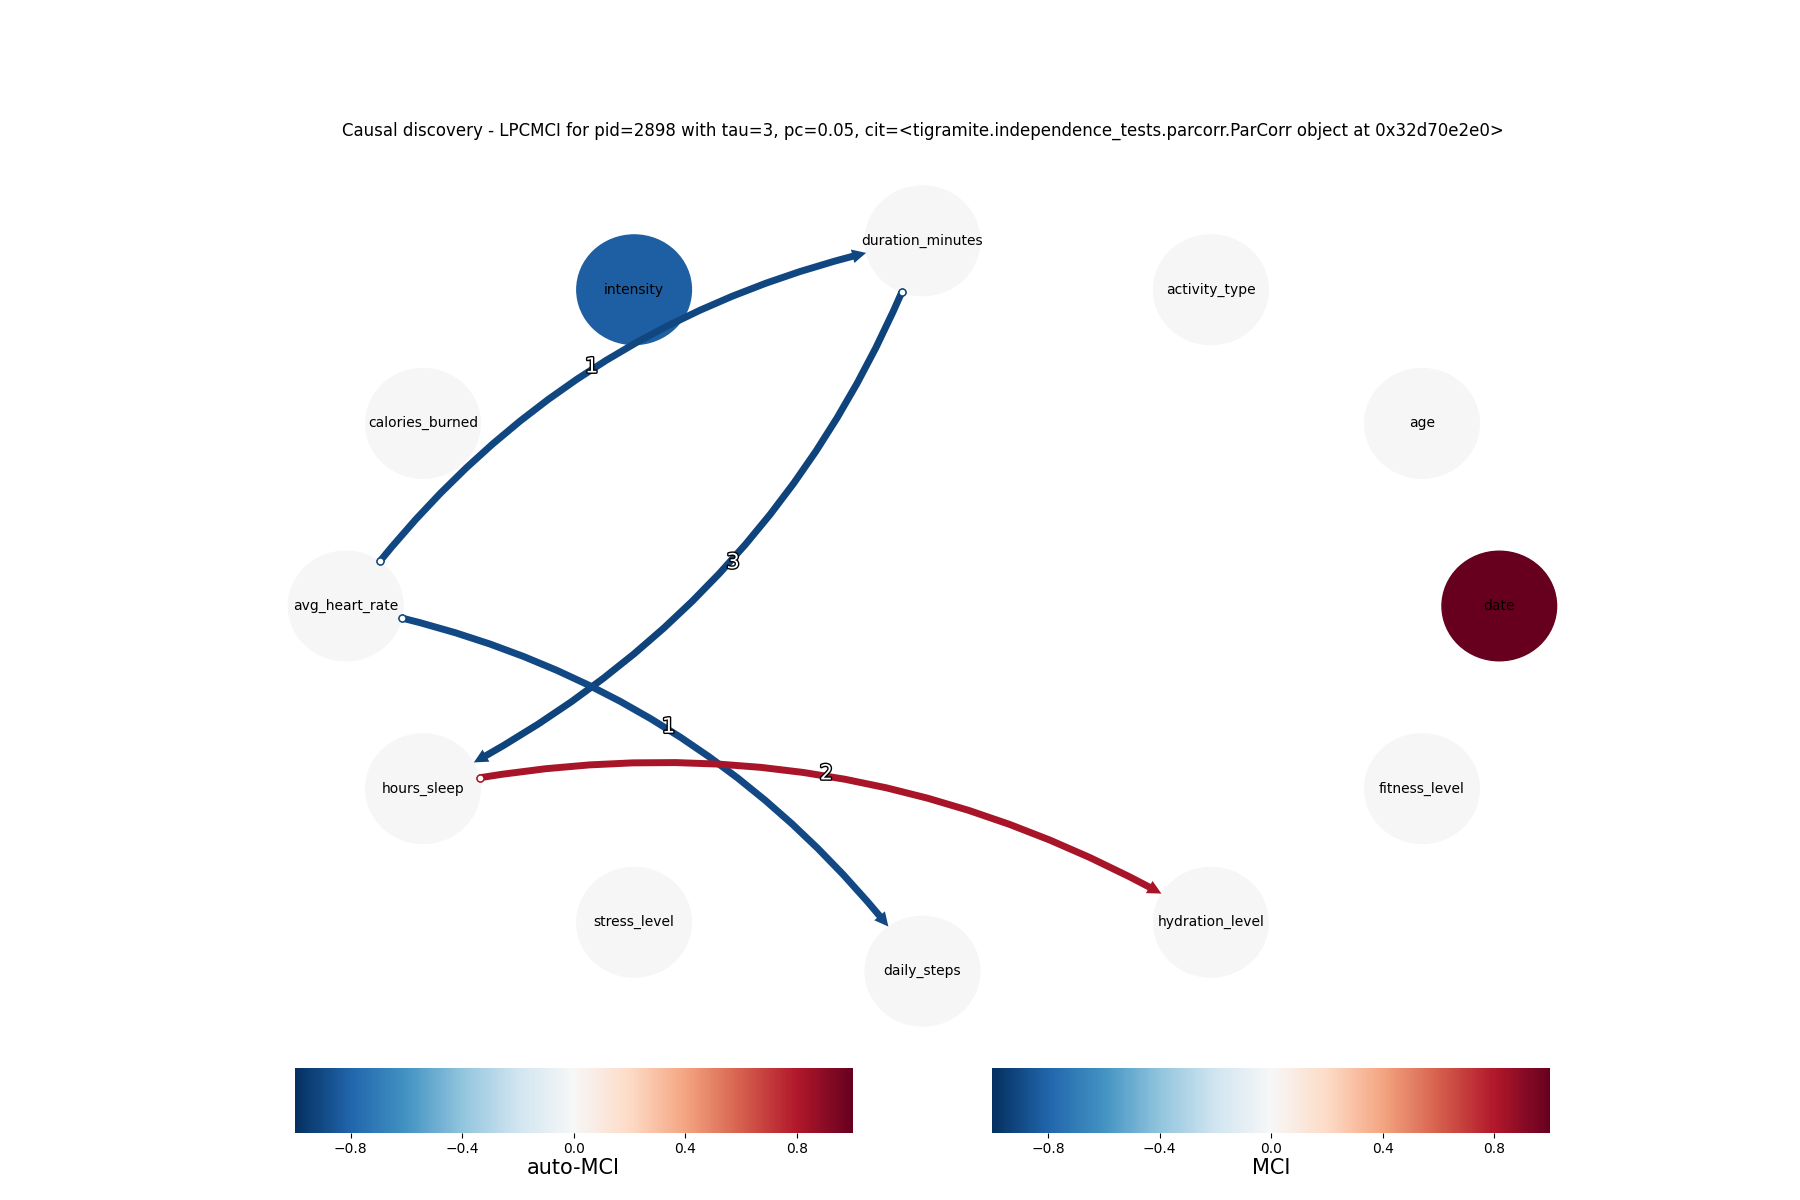 Causal discovery - LPCMCI for pid=2898 with tau=3, pc=0.05, cit=<tigramite.independence_tests.parcorr.ParCorr object at 0x32d70e2e0>
duration_minutes
intensity
activity_type
1
calories_burned
age
3
avg_heart_rate
date
1
2
hours_sleep
fitness_level
stress_level
hydration_level
daily_steps
−0.8 −0.4 0.0 0.4 0.8
auto-MCI
−0.8 −0.4 0.0 0.4 0.8
MCI